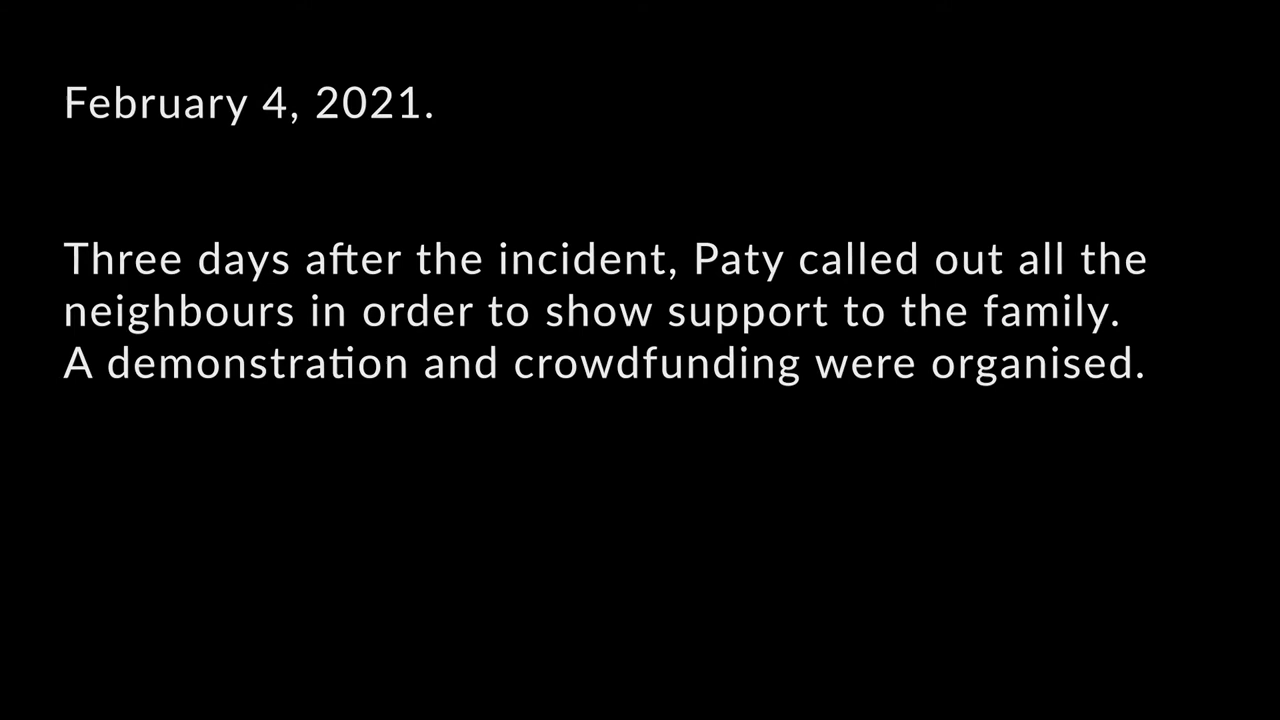 February 4, 2021.
Three days after the incident, Paty called out all the
neighbours in order to show support to the family.
A demonstration and crowdfunding were organised.